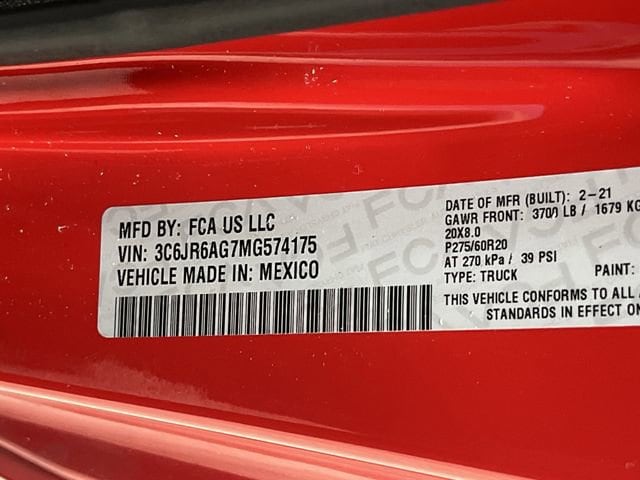 MFD BY: FCA US LLC
VIN: 3C6JR6AG7MG574175
VEHICLE MADE IN: MEXICO
DATE OF MFR (BUILT): 2-21
GAWR FRONT: 3700 LB/ 1679 KG
20X8.0
P275/60R20
AT 270 kPa/ 39 PSI
TYPE: TRUCK
PAINT:
THIS VEHICLE CONFORMS TO ALL
STANDARDS IN EFFECT